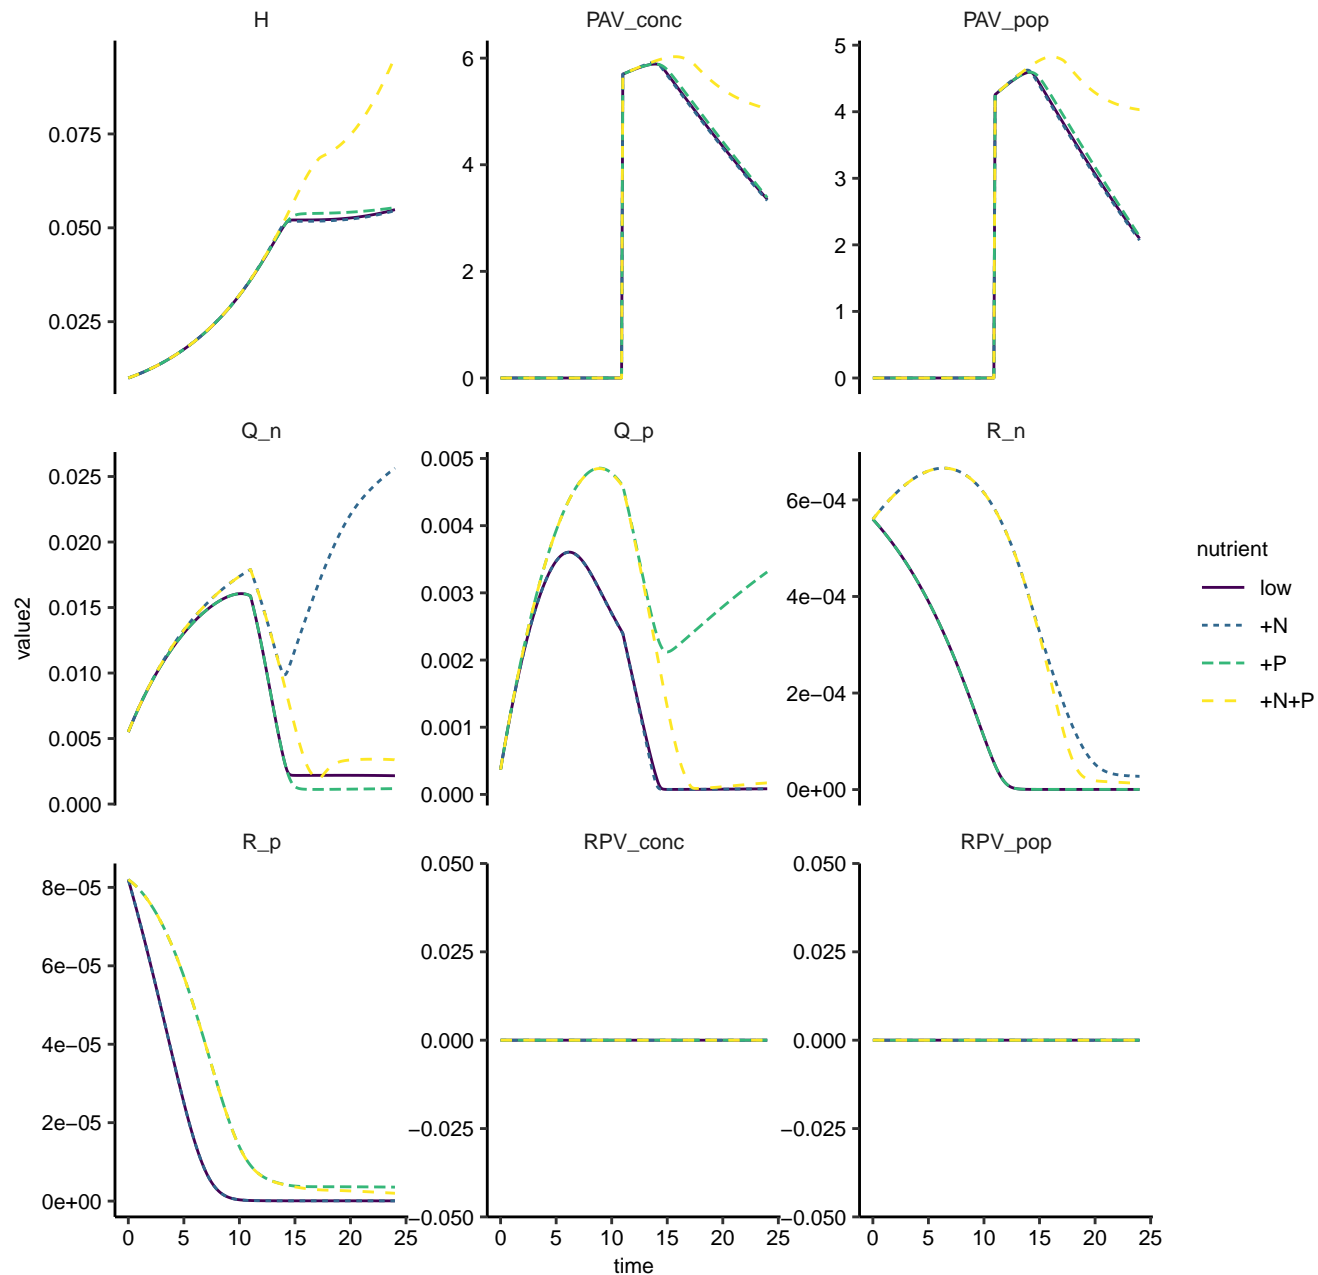 H
PAV_conc
PAV_pop
0.075
0.050
0.025
6
4
2
0
5
4
3
2
1
0
Q_n
Q_p
R_n
0.025
0.020
0.015
0.010
0.005
0.000
0.005
0.004
0.003
0.002
0.001
0.000
6e−04
4e−04
2e−04
0e+00
value2
nutrient
low
+N
+P
+N+P
R_p
RPV_conc
RPV_pop
8e−05
6e−05
4e−05
2e−05
0e+00
0.050
0.025
0.000
−0.025
−0.050
0.050
0.025
0.000
−0.025
−0.050
0 5 10 15 20 25
0 5 10 15 20 25
0 5 10 15 20 25
time